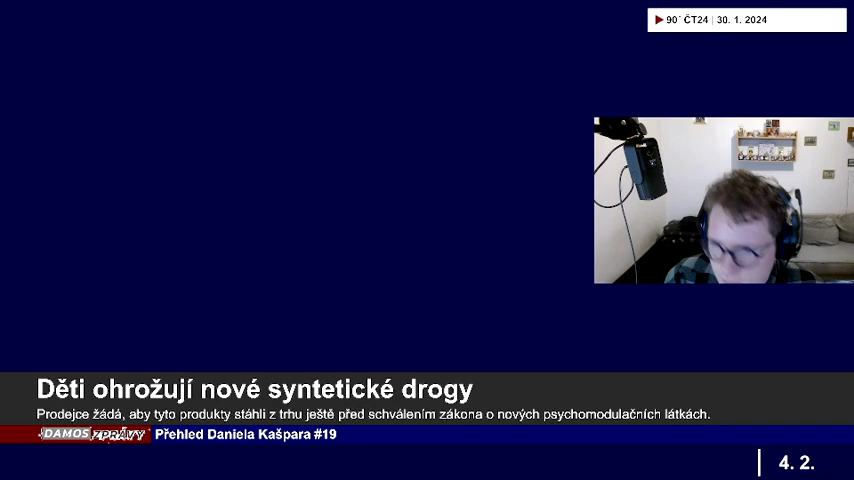 90´ ČT24 | 30. 1. 2024
Děti ohrožují nové syntetické drogy
Prodejce žádá, aby tyto produkty stáhli z trhu ještě před schválením zákona o nových psychomodulačních látkách.
DAMOS ZPRÁVY Přehled Daniela Kašpara #19
4. 2.